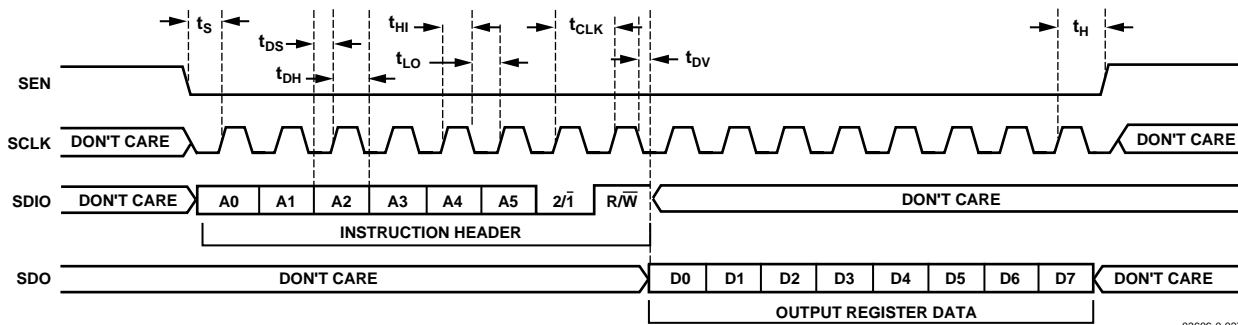 tS tHI tCLK tH
tDS
tLO tDV
tDH
SEN
SCLK DON'T CARE DON'T CARE
SDIO DON'T CARE A0 A1 A2 A3 A4 A5 2/1̅ R/W̅ DON'T CARE
INSTRUCTION HEADER
SDO DON'T CARE D0 D1 D2 D3 D4 D5 D6 D7 DON'T CARE
OUTPUT REGISTER DATA